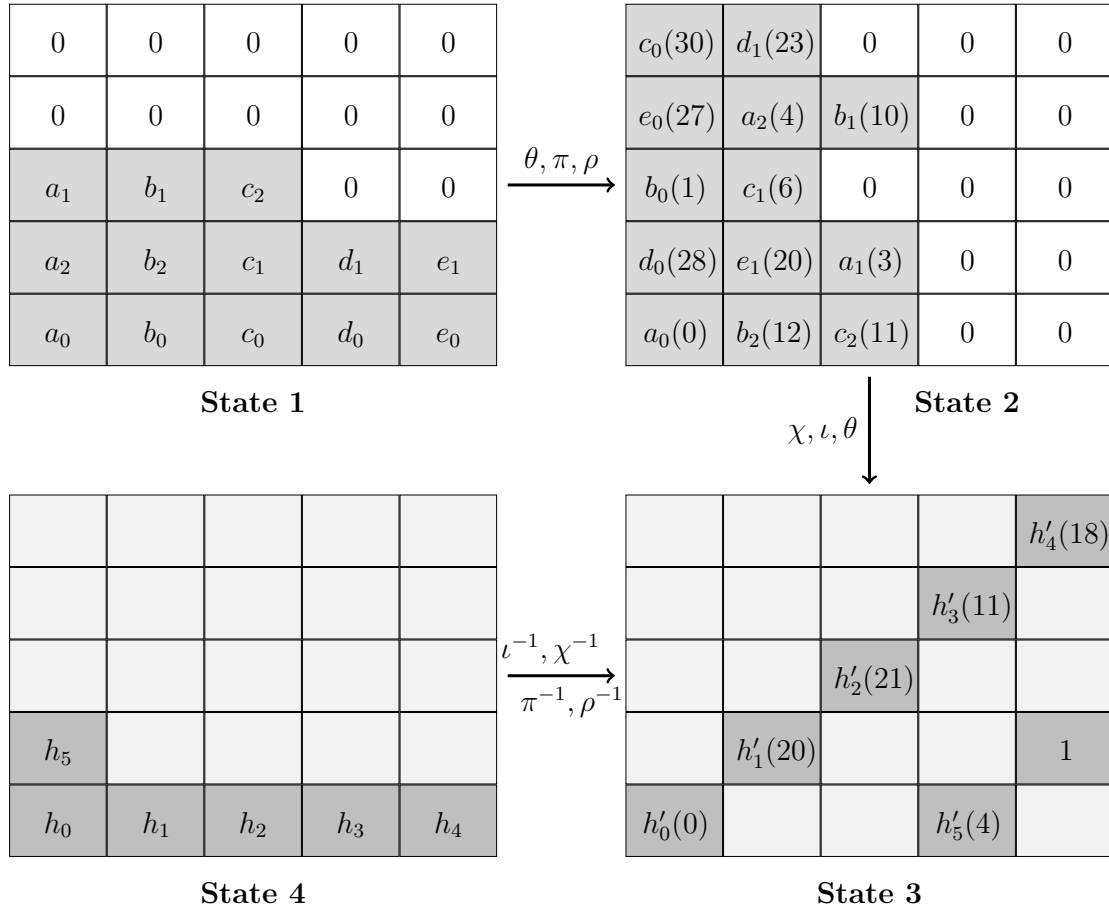 0 0 0 0 0
0 0 0 0 0
a₁ b₁ c₂ 0 0
a₂ b₂ c₁ d₁ e₁
a₀ b₀ c₀ d₀ e₀
State 1
θ, π, ρ
c₀(30) d₁(23) 0 0 0
e₀(27) a₂(4) b₁(10) 0 0
b₀(1) c₁(6) 0 0 0
d₀(28) e₁(20) a₁(3) 0 0
a₀(0) b₂(12) c₂(11) 0 0
State 2
χ, ι, θ
h₅
h₀ h₁ h₂ h₃ h₄
State 4
ι⁻¹, χ⁻¹
π⁻¹, ρ⁻¹
h′₄(18)
h′₃(11)
h′₂(21)
h′₁(20) 1
h′₀(0) h′₅(4)
State 3